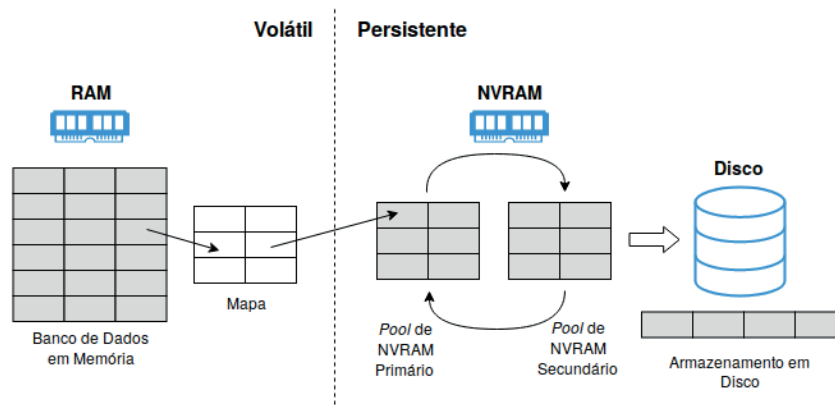 Volátil
Persistente
RAM
NVRAM
Disco
Mapa
Banco de Dados
em Memória
Pool de
NVRAM
Primário
Pool de
NVRAM
Secundário
Armazenamento em
Disco